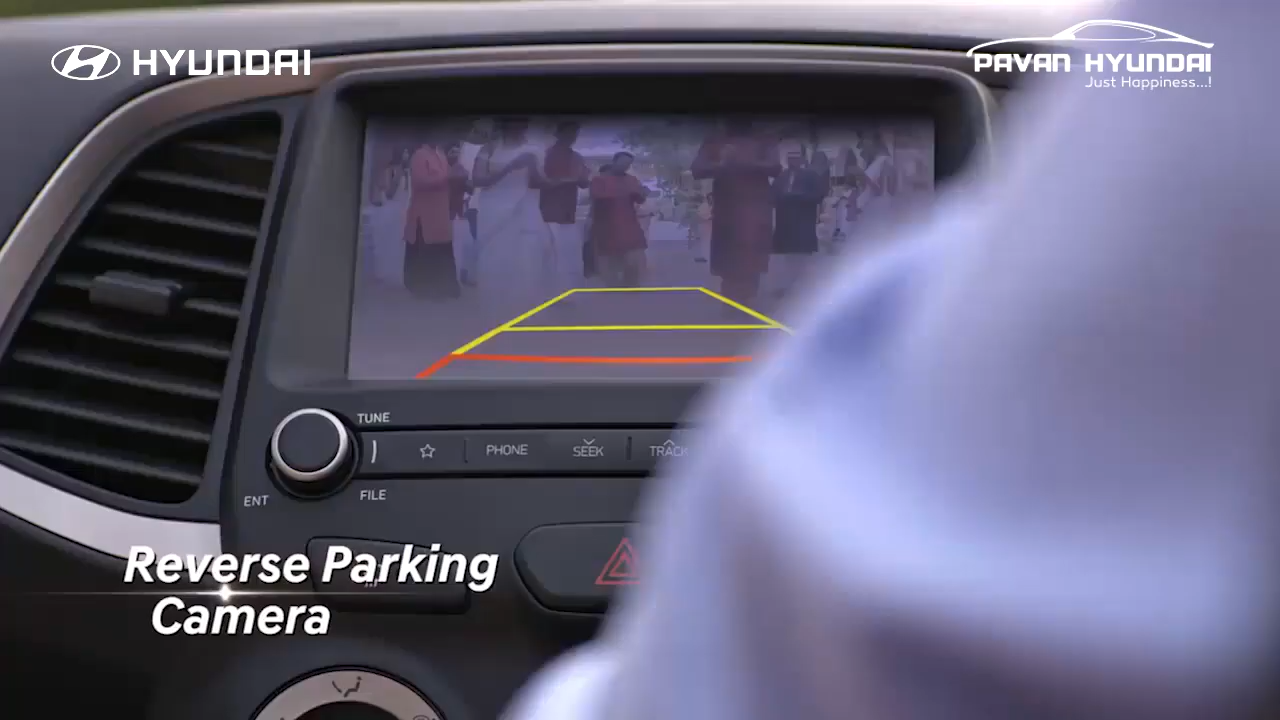 HYUNDAI
PAVAN HYUNDAI
Just Happiness...!
TUNE
PHONE
SEEK
TRACK
ENT
FILE
Reverse Parking
Camera